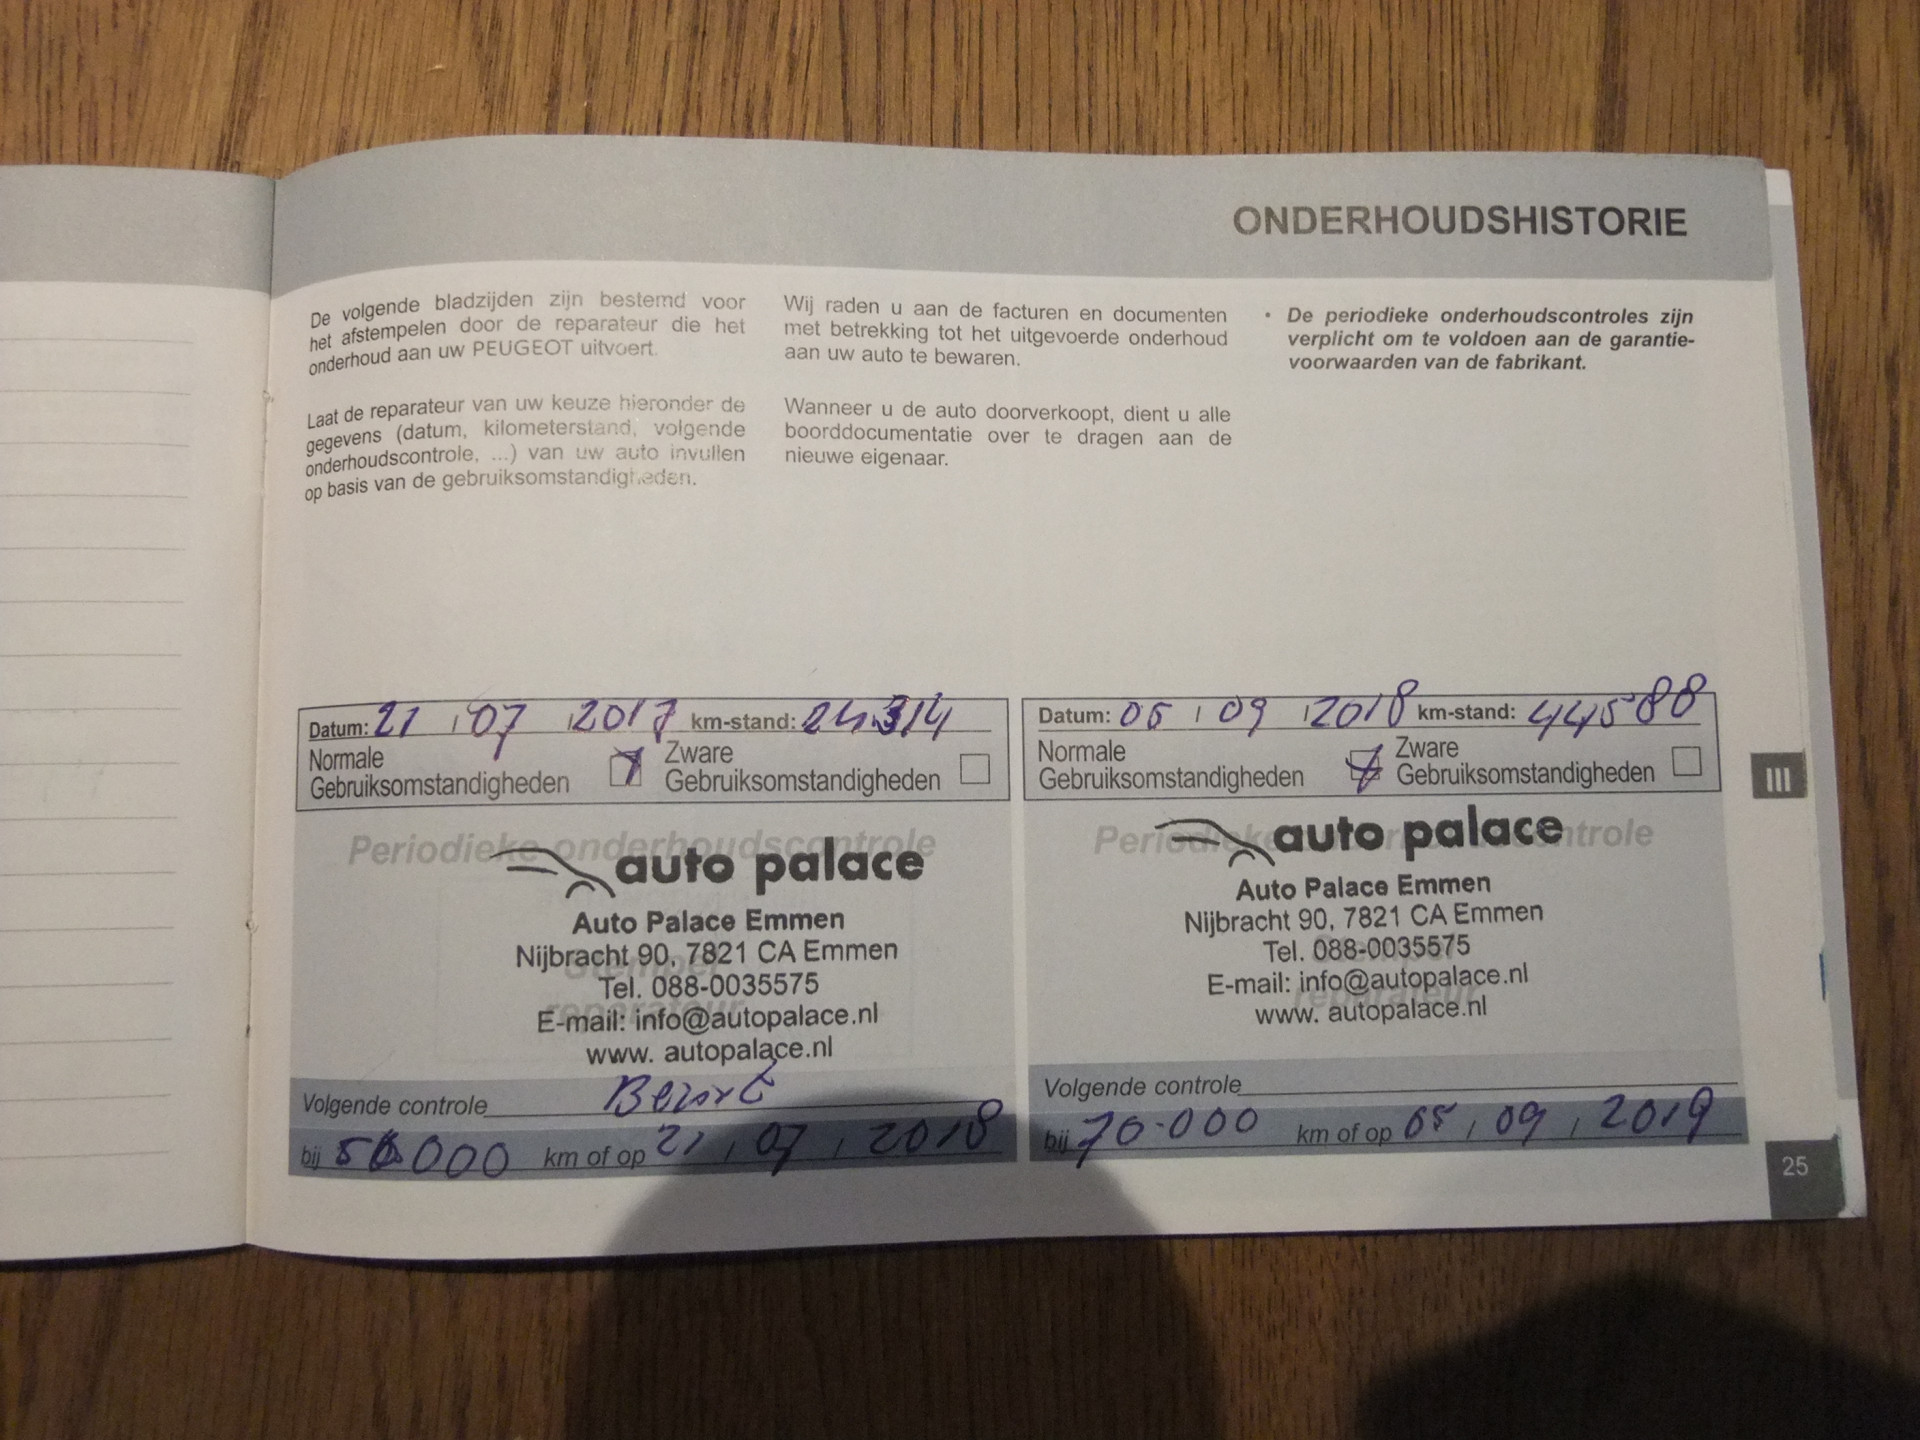 ONDERHOUDSHISTORIE
De volgende bladzijden zijn bestemd voor
het afstempelen door de reparateur die het
onderhoud aan uw PEUGEOT uitvoert.
Laat de reparateur van uw keuze hieronder de
gegevens (datum, kilometerstand, volgende
onderhoudscontrole, ...) van uw auto invullen
op basis van de gebruiksomstandigheden.
Wij raden u aan de facturen en documenten
met betrekking tot het uitgevoerde onderhoud
aan uw auto te bewaren.
Wanneer u de auto doorverkoopt, dient u alle
boorddocumentatie over te dragen aan de
nieuwe eigenaar.
• De periodieke onderhoudscontroles zijn
verplicht om te voldoen aan de garantie-
voorwaarden van de fabrikant.
Datum: 21 / 07 / 2017 km-stand: 24.314
Normale Zware
Gebruiksomstandigheden Gebruiksomstandigheden
Periodieke onderhoudscontrole
auto palace
Auto Palace Emmen
Nijbracht 90, 7821 CA Emmen
Stempel
Tel. 088-0035575
reparateur
E-mail: info@autopalace.nl
www. autopalace.nl
Volgende controle
bij 000 km of op 21 / 07 / 2018
Datum: 05 / 09 / 2018 km-stand: 44588
Normale Zware
Gebruiksomstandigheden Gebruiksomstandigheden
Periodieke onderhoudscontrole
auto palace
Auto Palace Emmen
Nijbracht 90, 7821 CA Emmen
Stempel
Tel. 088-0035575
E-mail: info@autopalace.nl
reparateur
www. autopalace.nl
Volgende controle
bij 70.000 km of op 05 / 09 / 2019
III
25